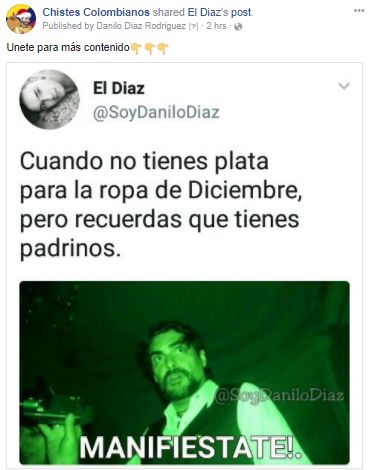 Chistes Colombianos shared El Diaz's post.
Published by Danilo Diaz Rodriguez [?] · 2 hrs ·
Unete para más contenido👇👇👇
El Diaz
@SoyDaniloDiaz
Cuando no tienes plata
para la ropa de Diciembre,
pero recuerdas que tienes
padrinos.
@SoyDaniloDiaz
MANIFIESTATE!.